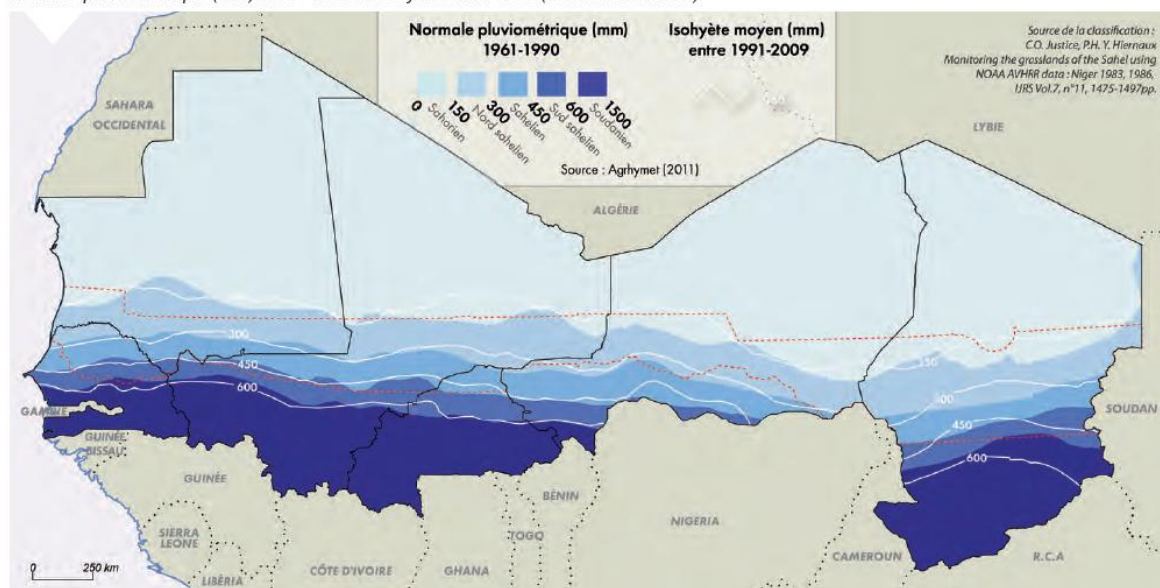 Normale pluviométrique (mm)
1961-1990
0 150 300 450 600 1500
Saharien
Nord sahelien
Sahelien
Sud sahelien
Soudanien
Isohyète moyen (mm)
entre 1991-2009
Source : Agrhymet (2011)
Source de la classification :
C.O. Justice, P.H. Y. Hiernaux
Monitoring the grasslands of the Sahel using
NOAA AVHRR data : Niger 1983, 1986,
IJRS Vol.7, n°11, 1475-1497pp.
SAHARA
OCCIDENTAL
LYBIE
ALGÉRIE
300
450
600
150
300
450
600
GAMBIE
GUINÉE
BISSAU
GUINÉE
SIERRA
LEONE
LIBÉRIA
CÔTE D'IVOIRE
GHANA
TOGO
BÉNIN
NIGERIA
CAMEROUN
R.C.A
SOUDAN
0 250 km